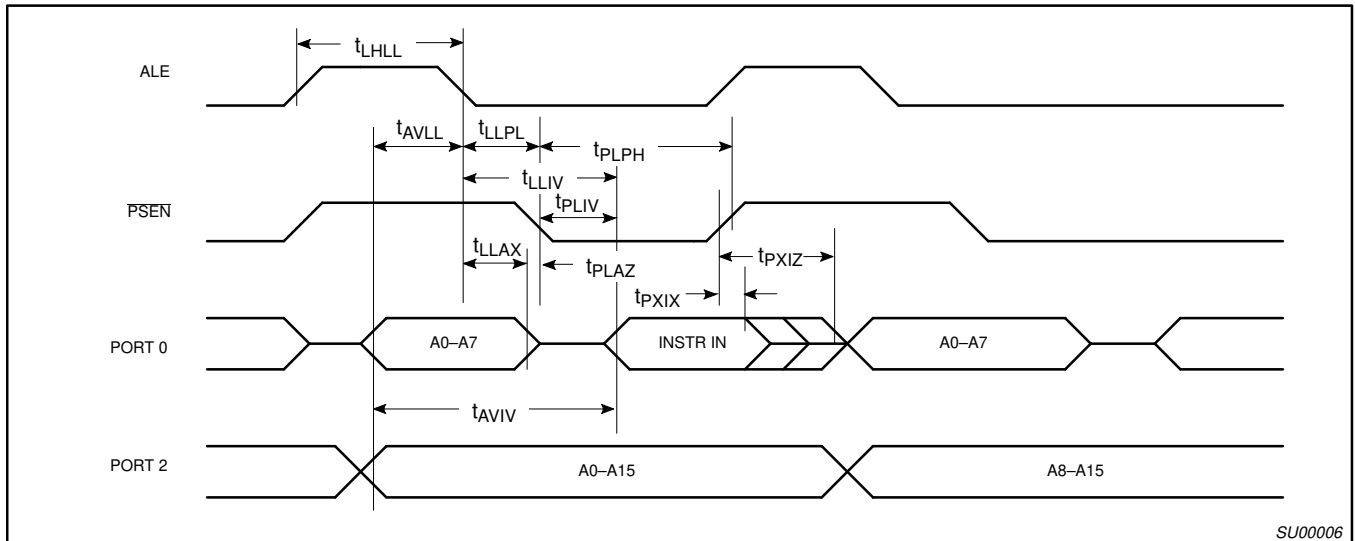 tLHLL
ALE
tAVLL
tLLPL
tPLPH
tLLIV
PSEN
tPLIV
tLLAX
tPLAZ
tPXIZ
tPXIX
PORT 0
A0–A7
INSTR IN
A0–A7
tAVIV
PORT 2
A0–A15
A8–A15
SU00006